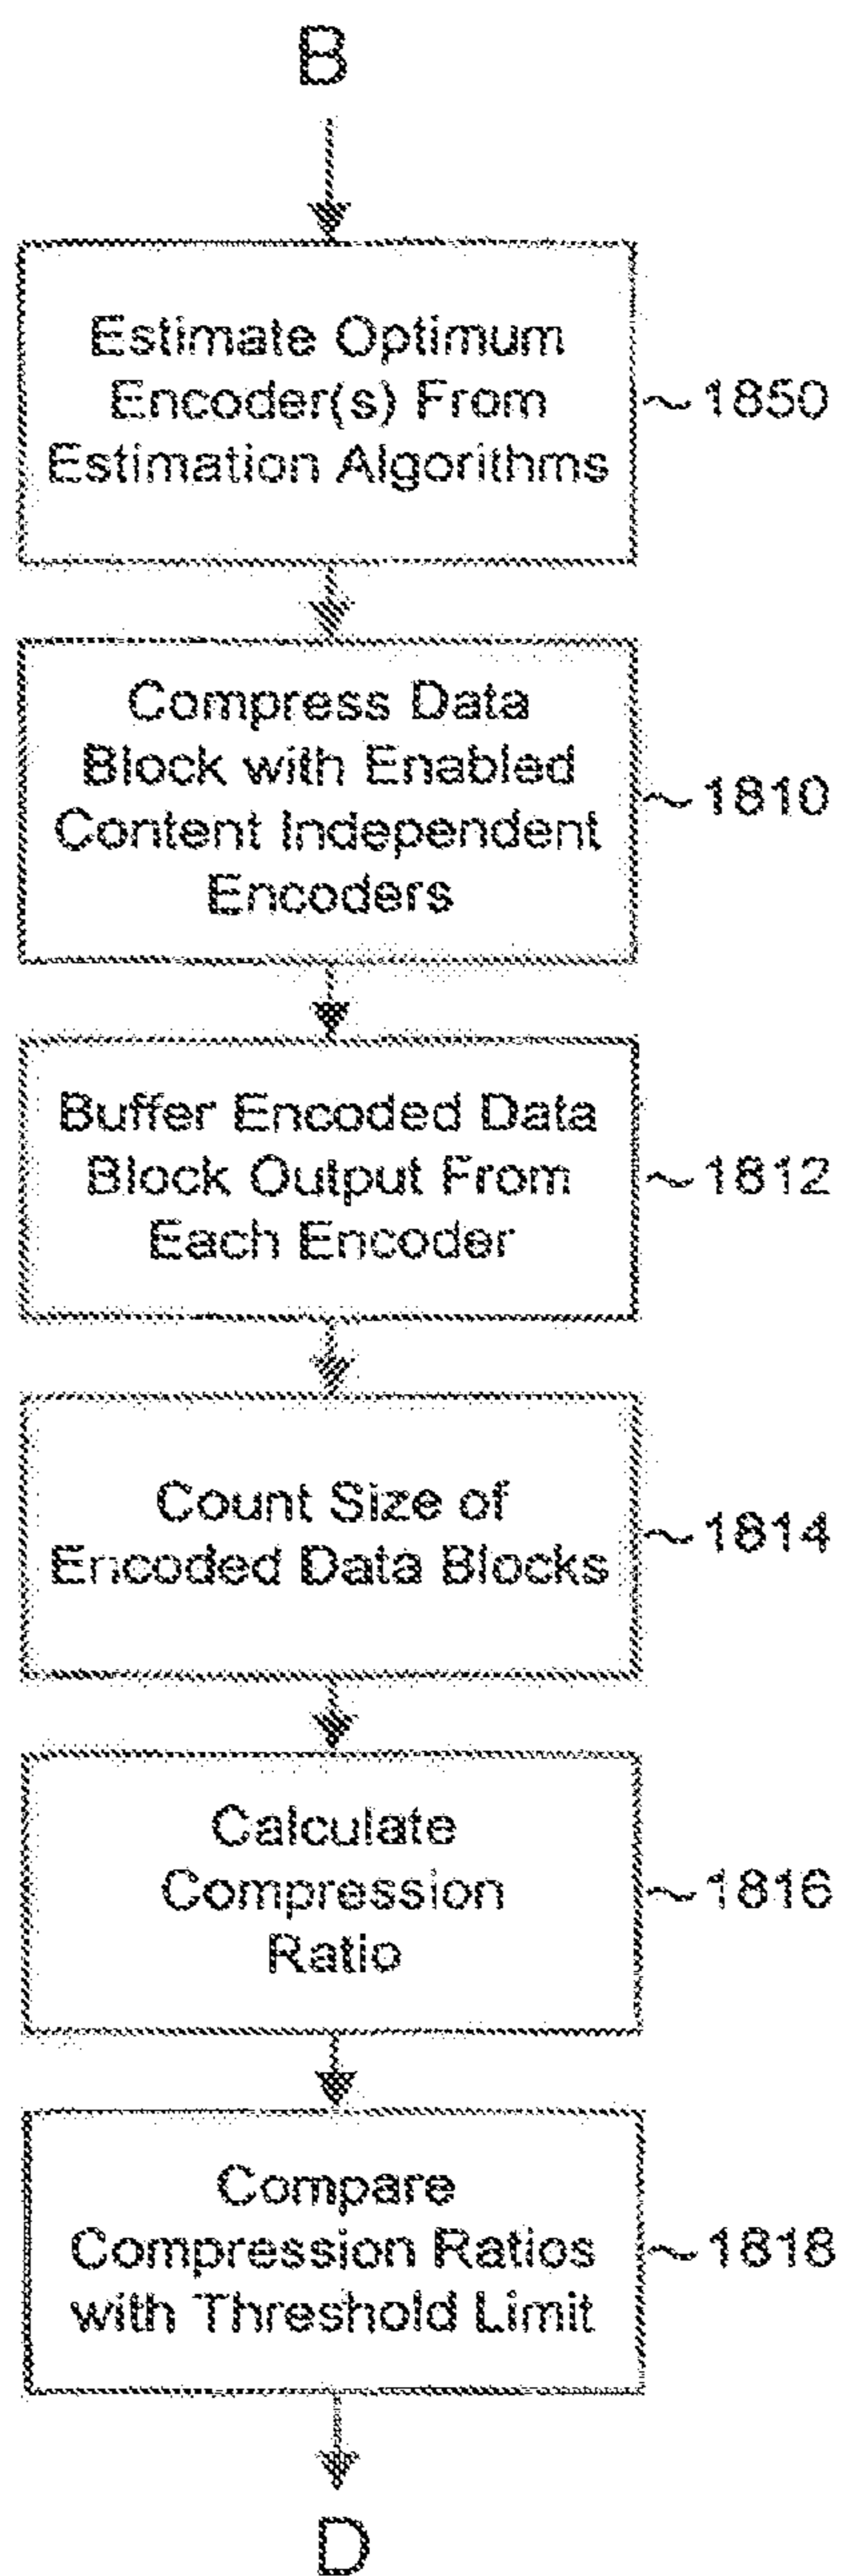 B
Estimate Optimum
Encoder(s) From
Estimation Algorithms
~1850
Compress Data
Block with Enabled
Content Independent
Encoders
~1810
Buffer Encoded Data
Block Output From
Each Encoder
~1812
Count Size of
Encoded Data Blocks
~1814
Calculate
Compression
Ratio
~1816
Compare
Compression Ratios
with Threshold Limit
~1818
D